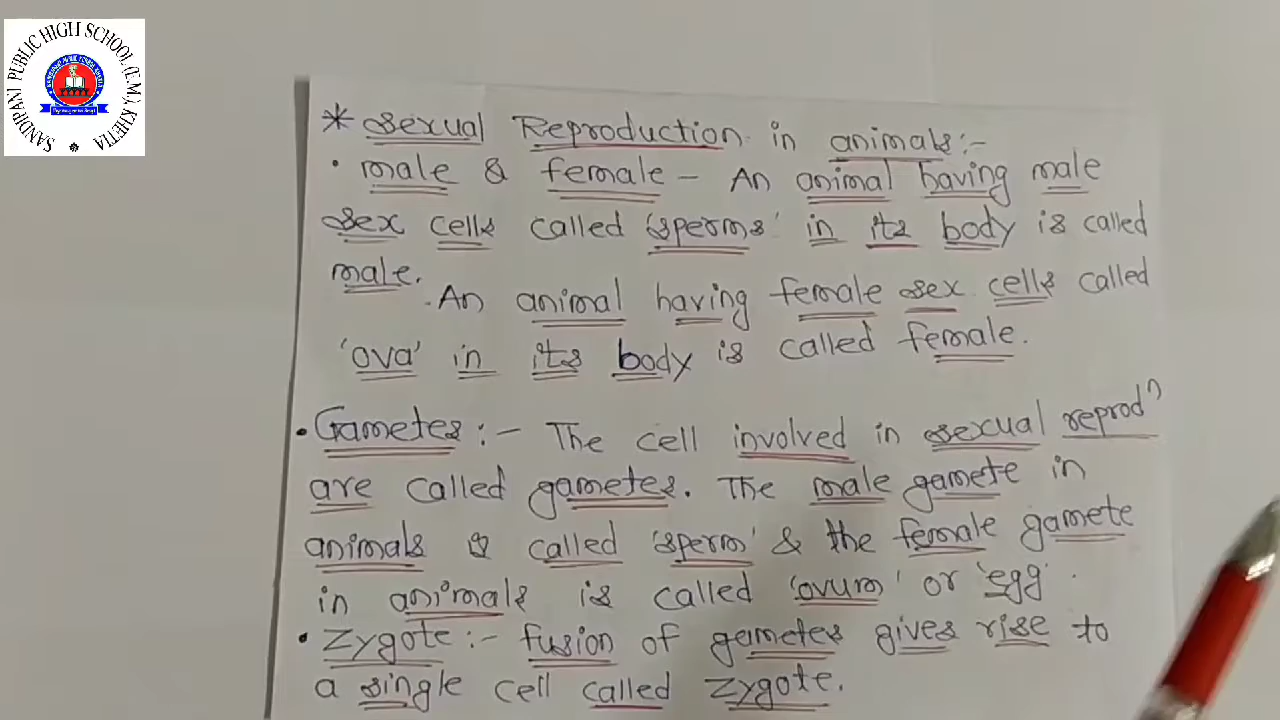 SANDIPANI PUBLIC HIGH SCHOOL (E.M.), KHETIA
* Sexual Reproduction in animals:-
• male & female - An animal having male
sex cells called 'sperms' in its body is called
male.
. An animal having female sex cells called
'ova' in its body is called female.
• Gametes :- The cell involved in sexual reprodⁿ
are called gametes. The male gamete in
animals is called 'sperm' & the female gamete
in animals is called 'ovum' or 'egg'.
• Zygote :- fusion of gametes gives rise to
a single cell called zygote.